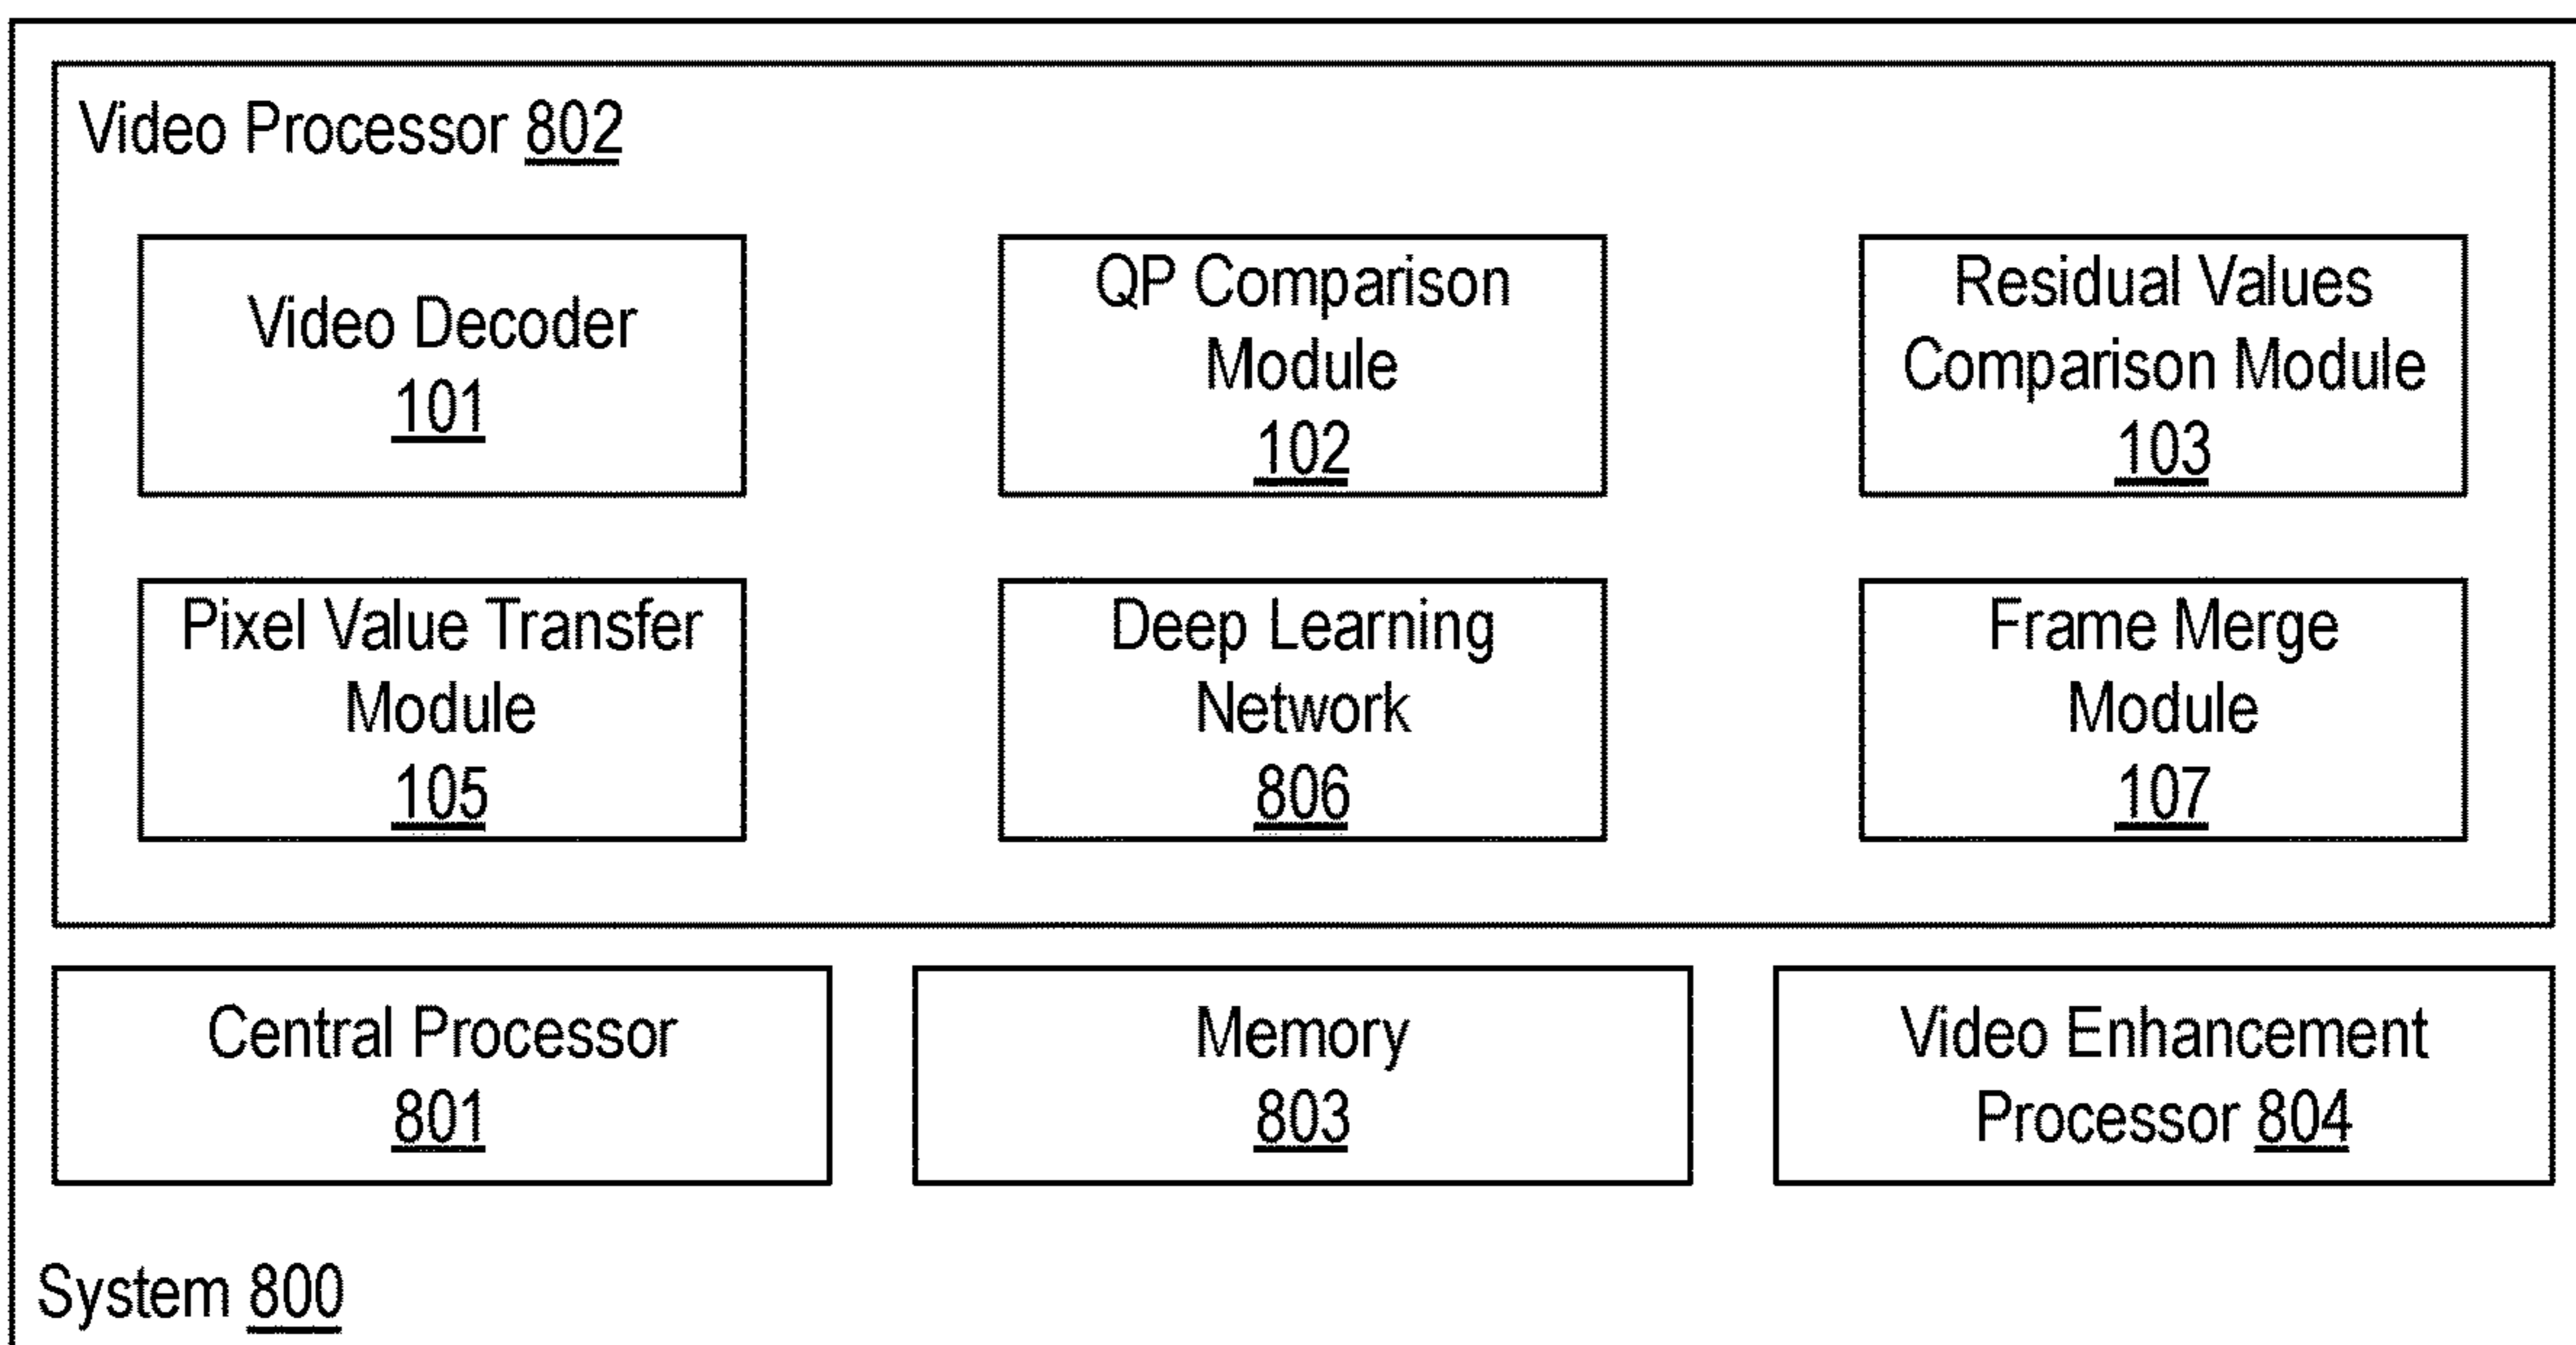 Video Processor 802
Video Decoder
101
QP Comparison
Module
102
Residual Values
Comparison Module
103
Pixel Value Transfer
Module
105
Deep Learning
Network
806
Frame Merge
Module
107
Central Processor
801
Memory
803
Video Enhancement
Processor 804
System 800